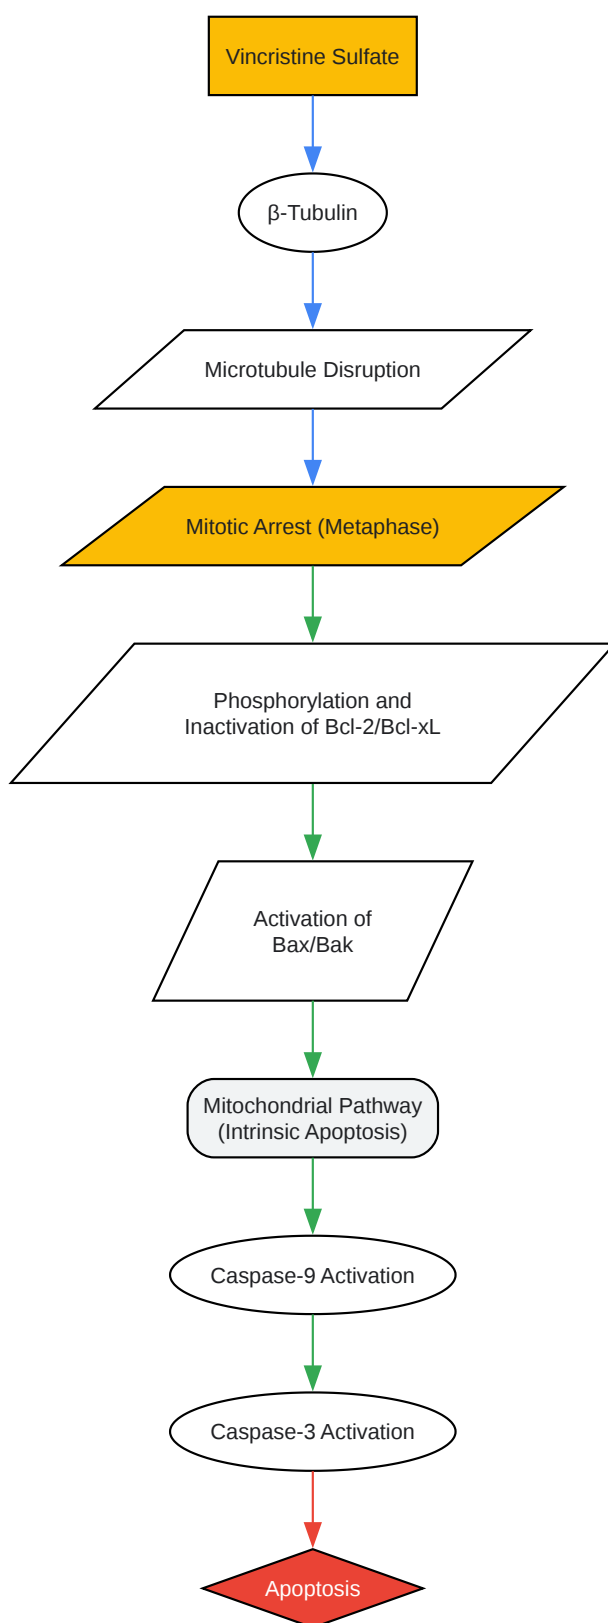 Vincristine Sulfate
β-Tubulin
Microtubule Disruption
Mitotic Arrest (Metaphase)
Phosphorylation and
Inactivation of Bcl-2/Bcl-xL
Activation of
Bax/Bak
Mitochondrial Pathway
(Intrinsic Apoptosis)
Caspase-9 Activation
Caspase-3 Activation
Apoptosis